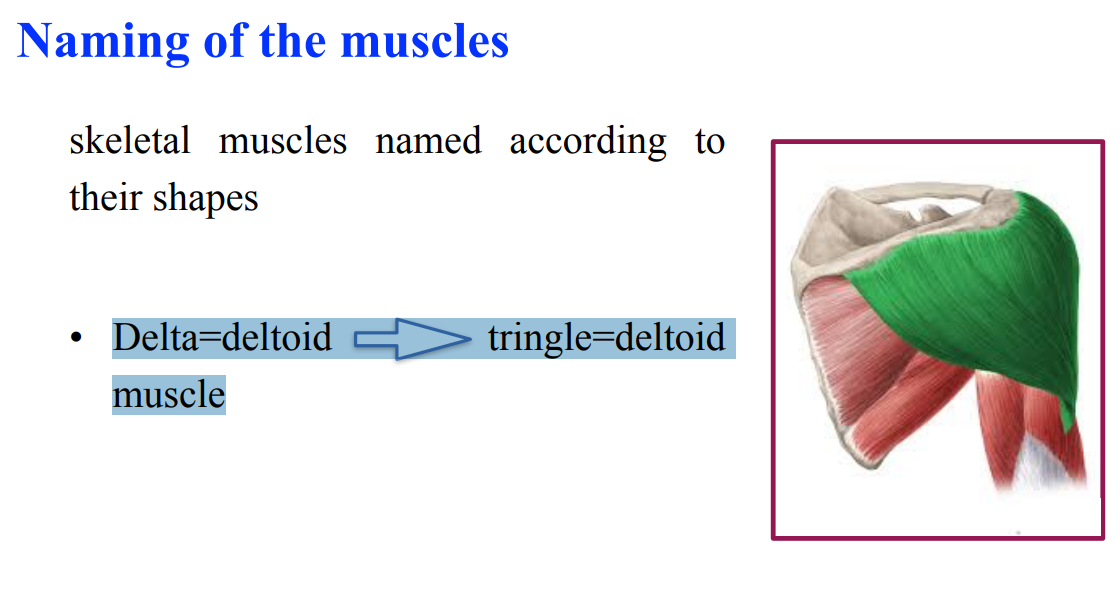 Naming of the muscles
skeletal muscles named according to
their shapes
• Delta=deltoid tringle=deltoid
muscle